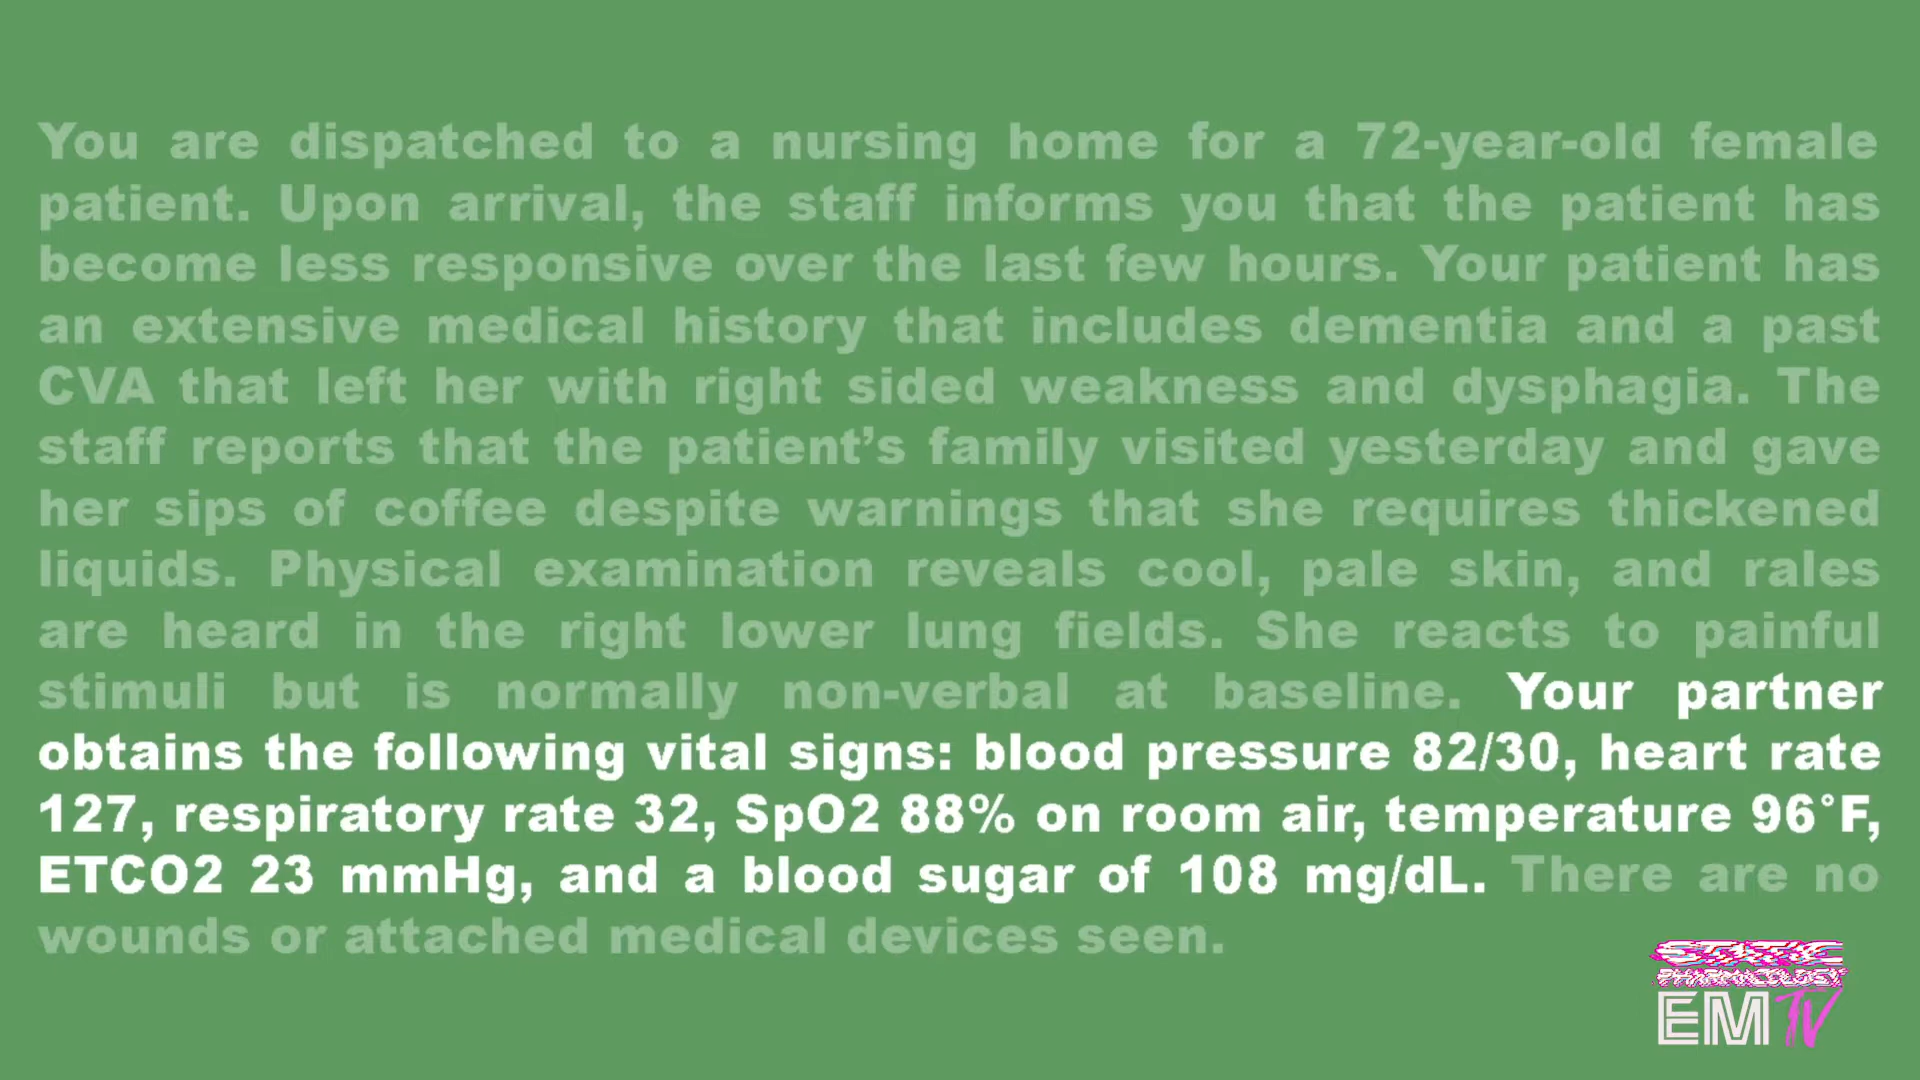 You are dispatched to a nursing home for a 72-year-old female
patient. Upon arrival, the staff informs you that the patient has
become less responsive over the last few hours. Your patient has
an extensive medical history that includes dementia and a past
CVA that left her with right sided weakness and dysphagia. The
staff reports that the patient’s family visited yesterday and gave
her sips of coffee despite warnings that she requires thickened
liquids. Physical examination reveals cool, pale skin, and rales
are heard in the right lower lung fields. She reacts to painful
stimuli but is normally non-verbal at baseline. Your partner
obtains the following vital signs: blood pressure 82/30, heart rate
127, respiratory rate 32, SpO2 88% on room air, temperature 96°F,
ETCO2 23 mmHg, and a blood sugar of 108 mg/dL. There are no
wounds or attached medical devices seen.
PHARMACOLOGY
EMTV